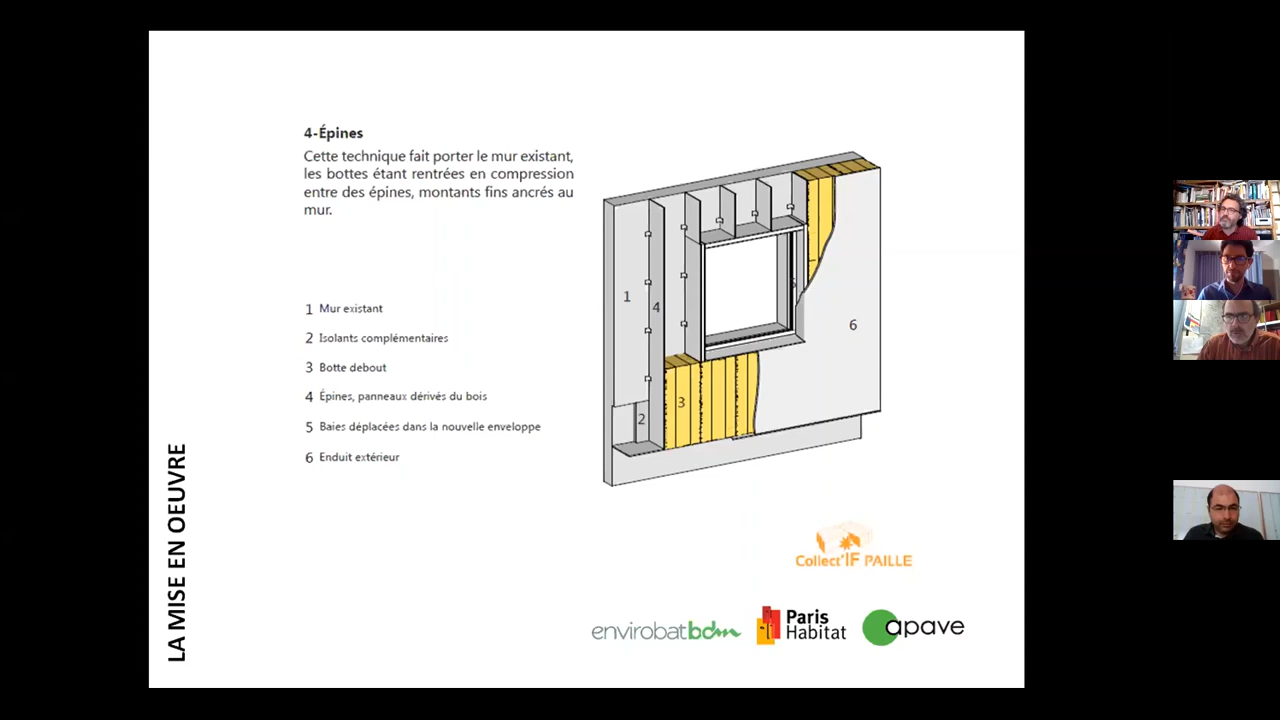 4-Épines
Cette technique fait porter le mur existant,
les bottes étant rentrées en compression
entre des épines, montants fins ancrés au
mur.
1 Mur existant
2 Isolants complémentaires
3 Botte debout
4 Épines, panneaux dérivés du bois
5 Baies déplacées dans la nouvelle enveloppe
6 Enduit extérieur
1
4
6
3
2
LA MISE EN OEUVRE
Collect'IF PAILLE
envirobatbdm
Paris
Habitat
apave